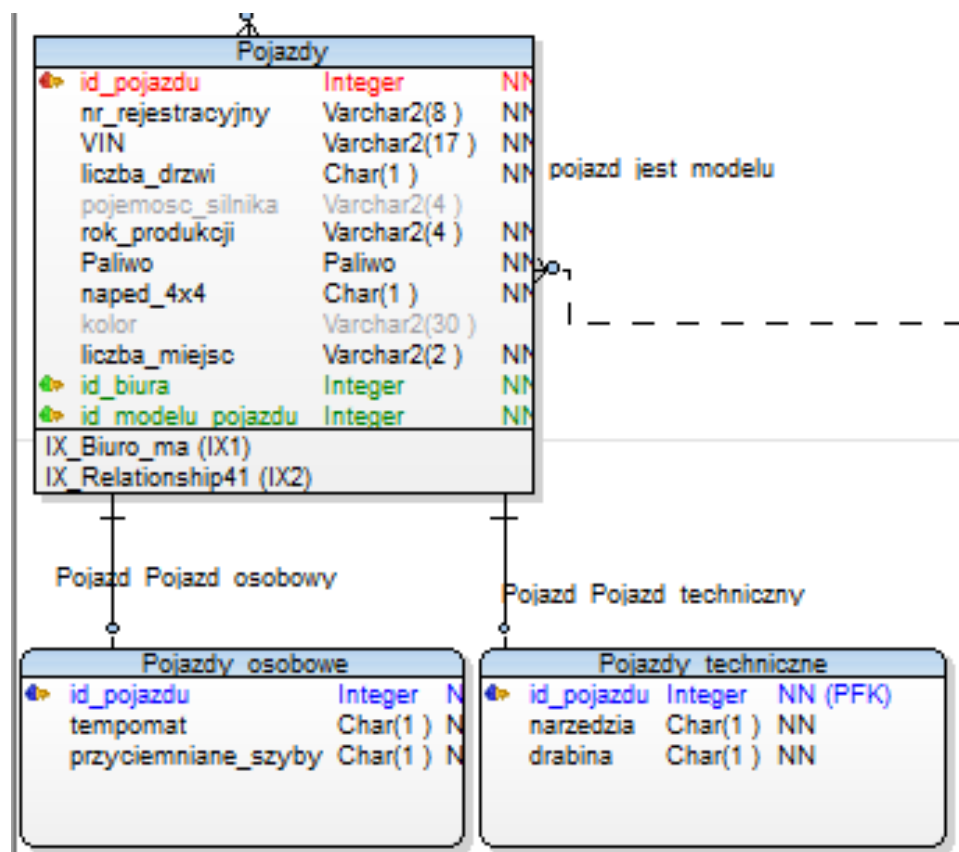 Pojazdy
id_pojazdu Integer NN
nr_rejestracyjny Varchar2(8 ) NN
VIN Varchar2(17 ) NN
liczba_drzwi Char(1 ) NN
pojemosc_silnika Varchar2(4 )
rok_produkcji Varchar2(4 ) NN
Paliwo Paliwo NN
naped_4x4 Char(1 ) NN
kolor Varchar2(30 )
liczba_miejsc Varchar2(2 ) NN
id_biura Integer NN
id_modelu_pojazdu Integer NN
IX_Biuro_ma (IX1)
IX_Relationship41 (IX2)
pojazd jest modelu
Pojazd Pojazd osobowy
Pojazd Pojazd techniczny
Pojazdy osobowe
id_pojazdu Integer N
tempomat Char(1 ) N
przyciemniane_szyby Char(1 ) N
Pojazdy techniczne
id_pojazdu Integer NN (PFK)
narzedzia Char(1 ) NN
drabina Char(1 ) NN